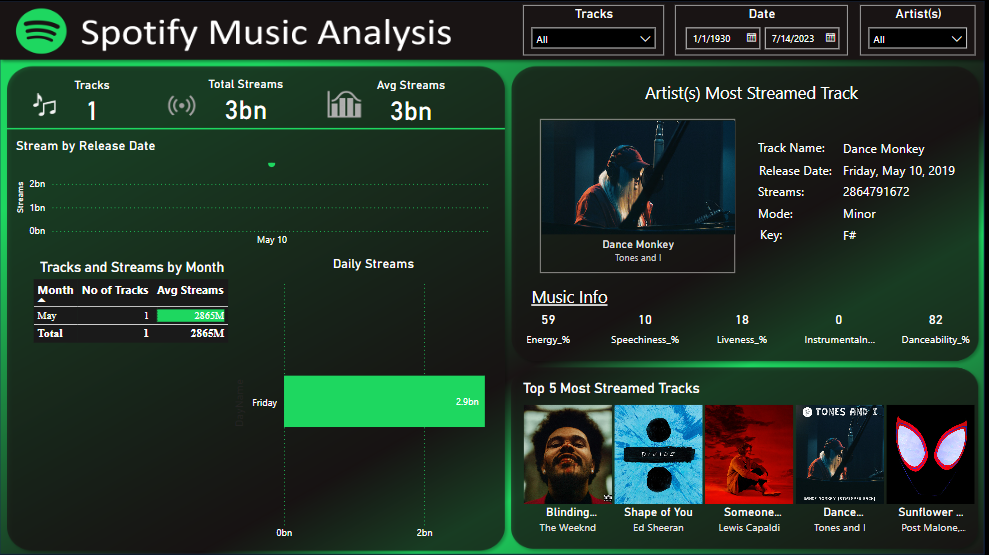 Spotify Music Analysis
Tracks
All
Date
1/1/1930
7/14/2023
Artist(s)
All
Tracks
1
Total Streams
3bn
Avg Streams
3bn
Stream by Release Date
Streams
2bn
1bn
0bn
May 10
Tracks and Streams by Month
Month No of Tracks Avg Streams
May 1 2865M
Total 1 2865M
Daily Streams
Friday
2.9bn
0bn 2bn
Artist(s) Most Streamed Track
Dance Monkey
Tones and I
Track Name: Dance Monkey
Release Date: Friday, May 10, 2019
Streams: 2864791672
Mode: Minor
Key: F#
Music Info
59 10 18 0 82
Energy_% Speechiness_% Liveness_% Instrumentaln... Danceability_%
Top 5 Most Streamed Tracks
DIVIDE
TONES AND I
Blinding... Shape of You Someone... Dance... Sunflower ...
The Weeknd Ed Sheeran Lewis Capaldi Tones and I Post Malone,...